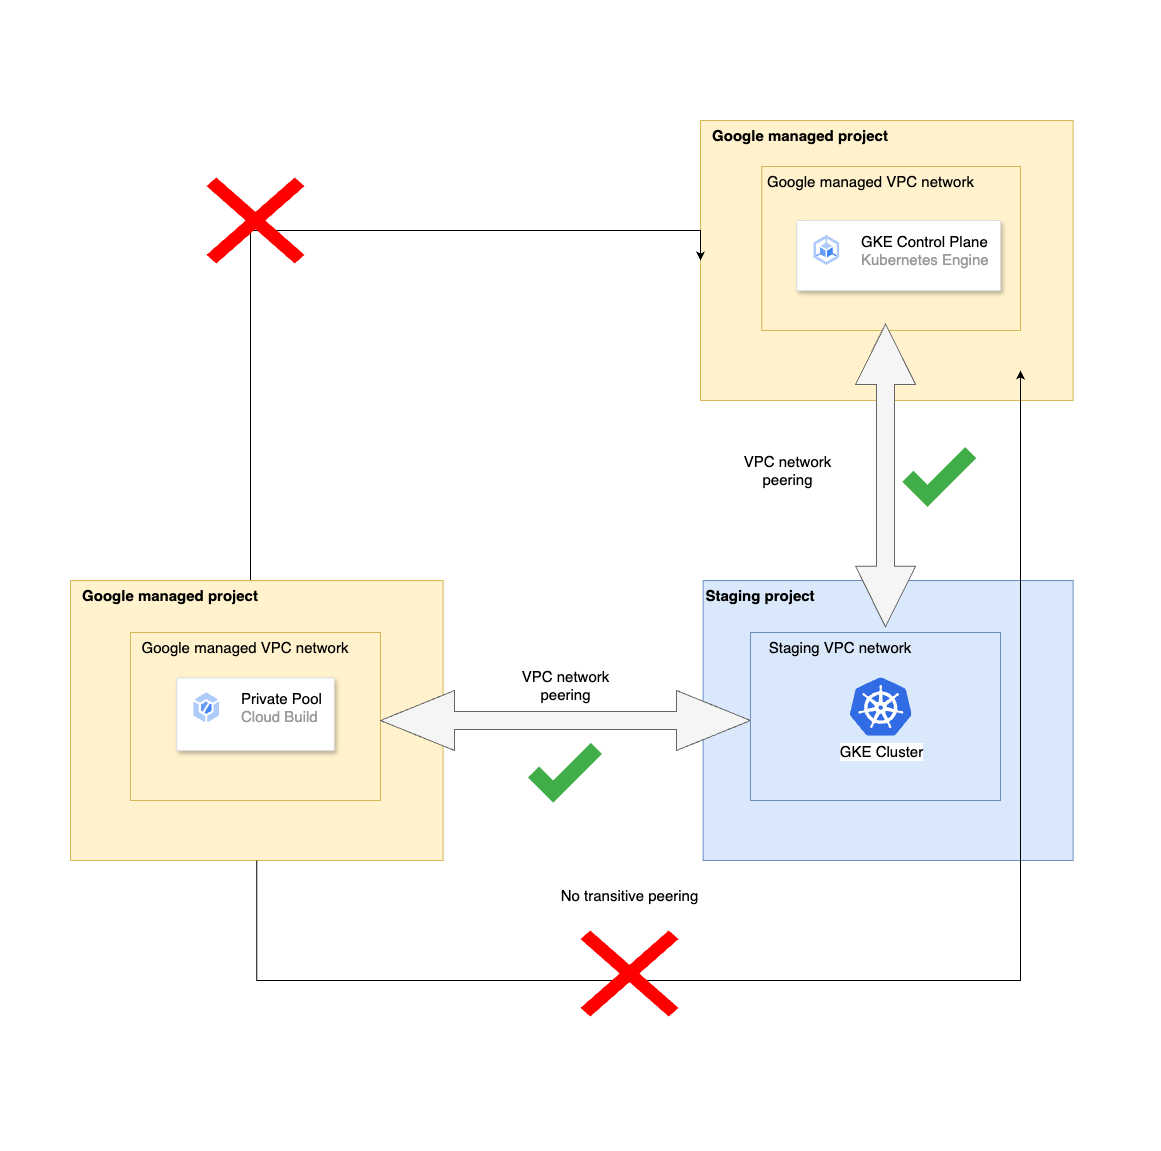 Google managed project
Google managed VPC network
GKE Control Plane
Kubernetes Engine
VPC network
peering
Google managed project
Google managed VPC network
Private Pool
Cloud Build
VPC network
peering
Staging project
Staging VPC network
GKE Cluster
No transitive peering